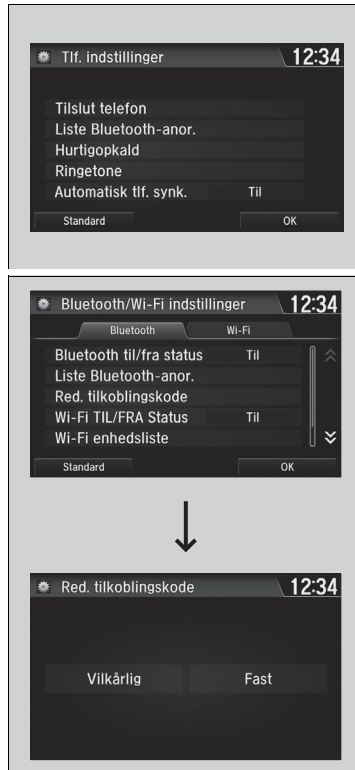 Tlf. indstillinger 12:34
Tilslut telefon
Liste Bluetooth-anor.
Hurtigopkald
Ringetone
Automatisk tlf. synk. Til
Standard OK
Bluetooth/Wi-Fi indstillinger 12:34
Bluetooth Wi-Fi
Bluetooth til/fra status Til
Liste Bluetooth-anor.
Red. tilkoblingskode
Wi-Fi TIL/FRA Status Til
Wi-Fi enhedsliste
Standard OK
Red. tilkoblingskode 12:34
Vilkårlig Fast